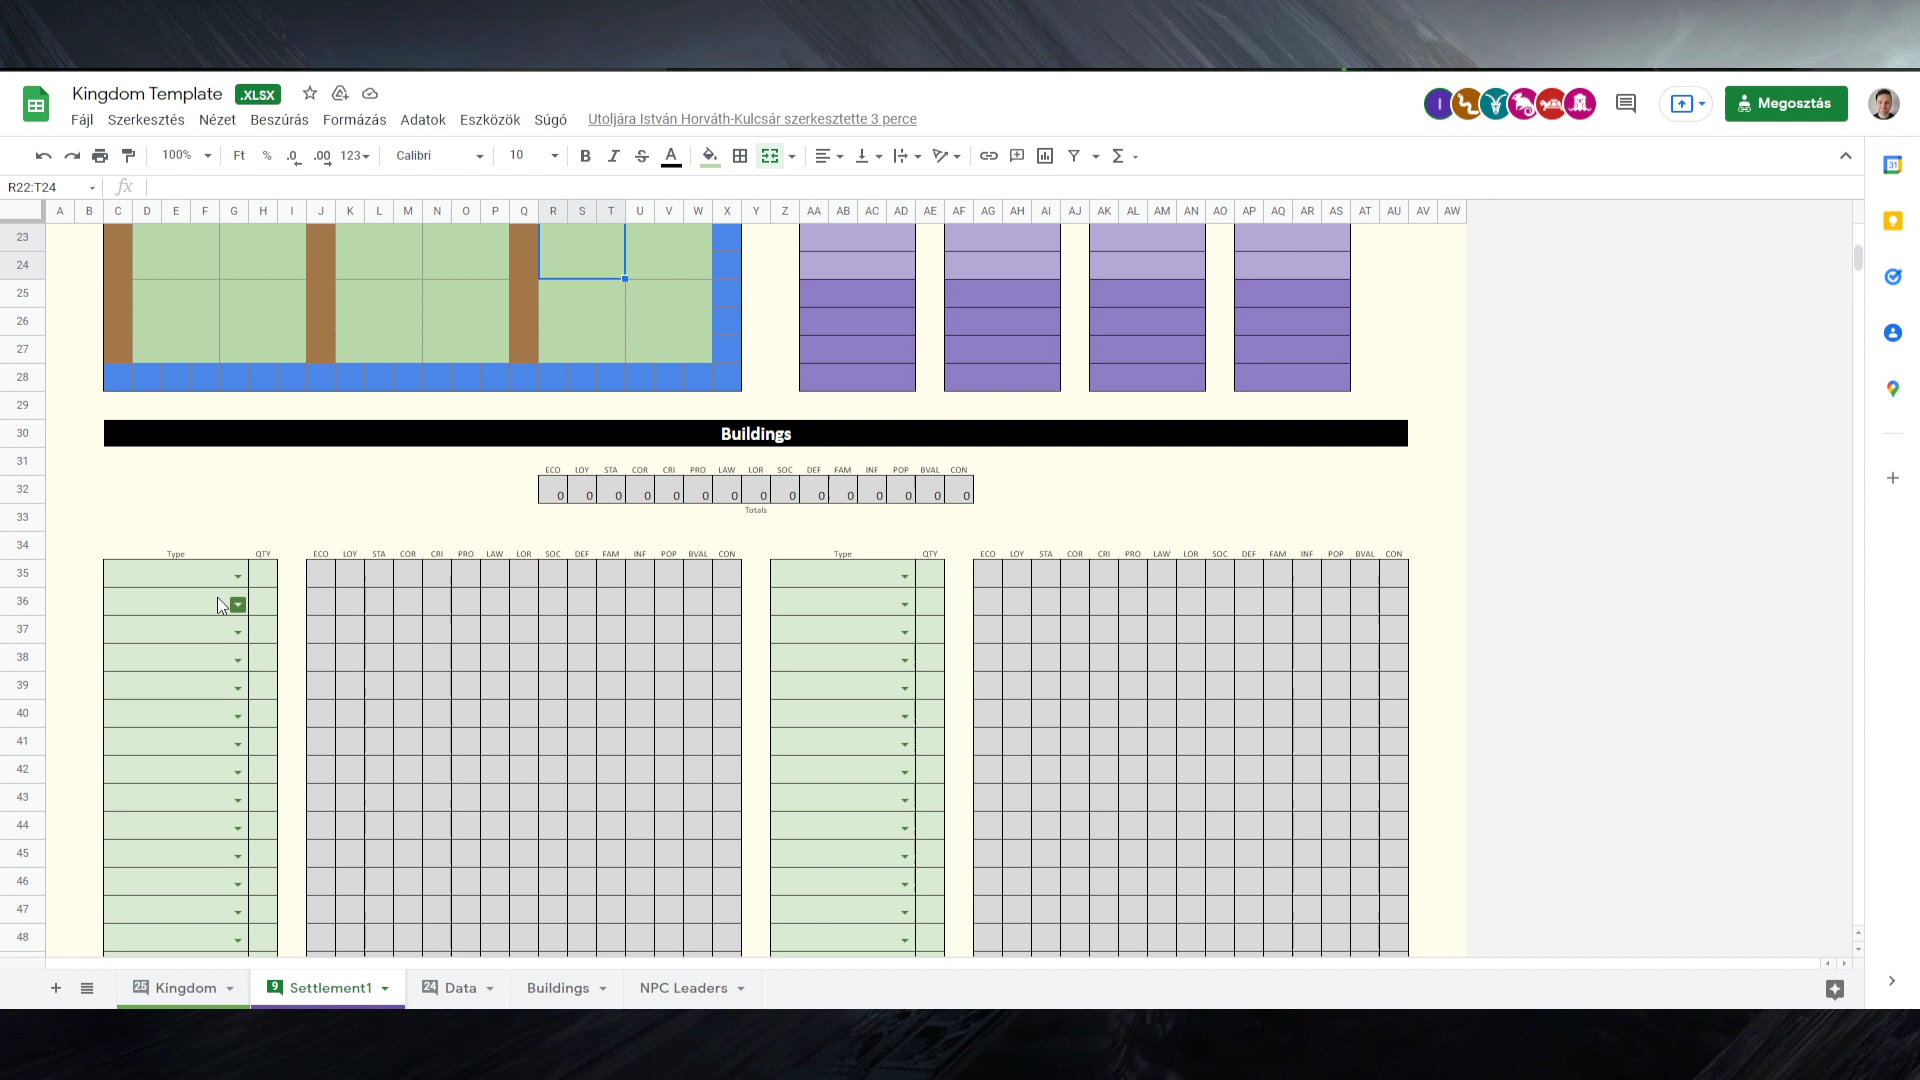 Kingdom Template .XLSX
Fájl Szerkesztés Nézet Beszúrás Formázás Adatok Eszközök Súgó Utoljára István Horváth-Kulcsár szerkesztette 3 perce
I Megosztás
100% Ft % .0 .00 123 Calibri 10 B I S A Σ
31
R22:T24 fx
A B C D E F G H I J K L M N O P Q R S T U V W X Y Z AA AB AC AD AE AF AG AH AI AJ AK AL AM AN AO AP AQ AR AS AT AU AV AW
23
24
25
26
27
28
29
30 Buildings
31 ECO LOY STA COR CRI PRO LAW LOR SOC DEF FAM INF POP BVAL CON
32 0 0 0 0 0 0 0 0 0 0 0 0 0 0 0
33 Totals
34 Type QTY ECO LOY STA COR CRI PRO LAW LOR SOC DEF FAM INF POP BVAL CON Type QTY ECO LOY STA COR CRI PRO LAW LOR SOC DEF FAM INF POP BVAL CON
35
36
37
38
39
40
41
42
43
44
45
46
47
48
+ 25 Kingdom 9 Settlement1 24 Data Buildings NPC Leaders